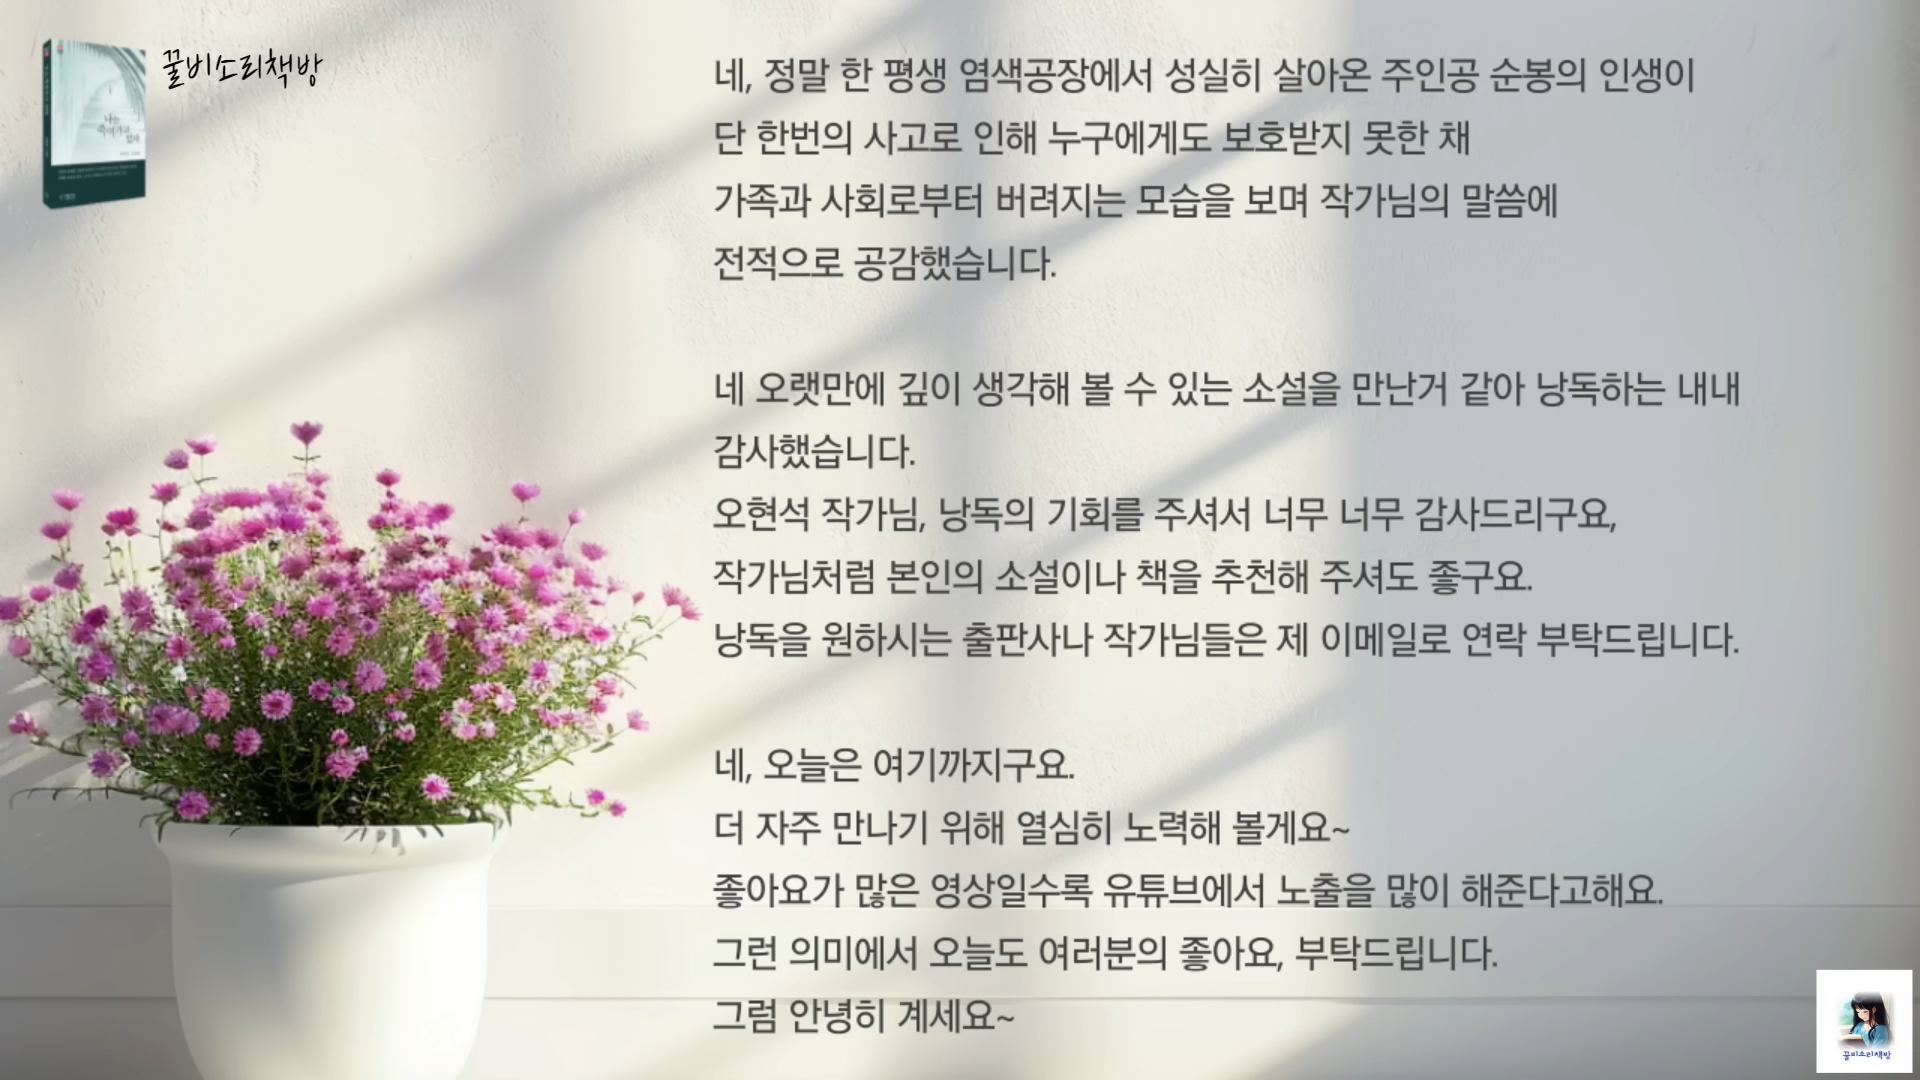 꿀비소리책방
나는
죽어가고
있다
네, 정말 한 평생 염색공장에서 성실히 살아온 주인공 순봉의 인생이
단 한번의 사고로 인해 누구에게도 보호받지 못한 채
가족과 사회로부터 버려지는 모습을 보며 작가님의 말씀에
전적으로 공감했습니다.
네 오랫만에 깊이 생각해 볼 수 있는 소설을 만난거 같아 낭독하는 내내
감사했습니다.
오현석 작가님, 낭독의 기회를 주셔서 너무 너무 감사드리구요,
작가님처럼 본인의 소설이나 책을 추천해 주셔도 좋구요.
낭독을 원하시는 출판사나 작가님들은 제 이메일로 연락 부탁드립니다.
네, 오늘은 여기까지구요.
더 자주 만나기 위해 열심히 노력해 볼게요~
좋아요가 많은 영상일수록 유튜브에서 노출을 많이 해준다고해요.
그런 의미에서 오늘도 여러분의 좋아요, 부탁드립니다.
그럼 안녕히 계세요~
꿀비소리책방